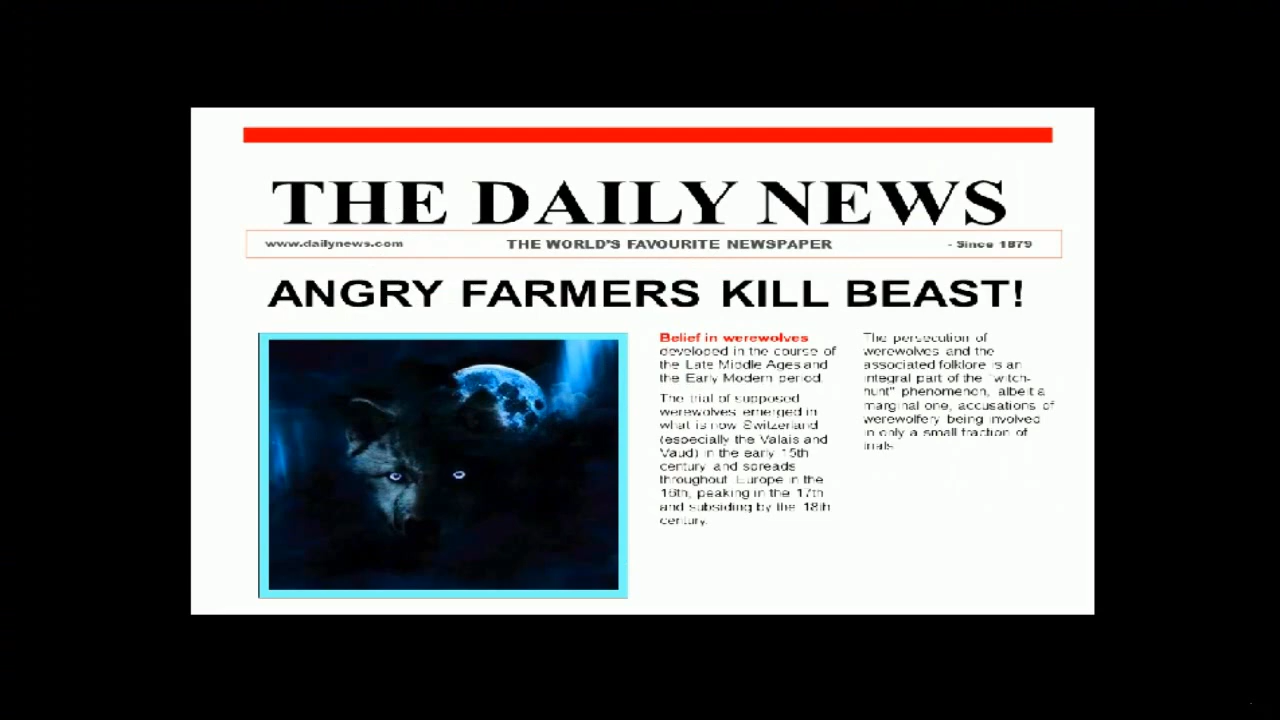 THE DAILY NEWS
www.dailynews.com THE WORLD'S FAVOURITE NEWSPAPER - Since 1879
ANGRY FARMERS KILL BEAST!
Belief in werewolves
developed in the course of
the Late Middle Ages and
the Early Modern period.
The trial of supposed
werewolves emerged in
what is now Switzerland
(especially the Valais and
Vaud) in the early 15th
century and spreads
throughout Europe in the
16th, peaking in the 17th
and subsiding by the 18th
century.
The persecution of
werewolves and the
associated folklore is an
integral part of the "witch-
hunt" phenomenon, albeit a
marginal one, accusations of
werewolfery being involved
in only a small fraction of
trials.